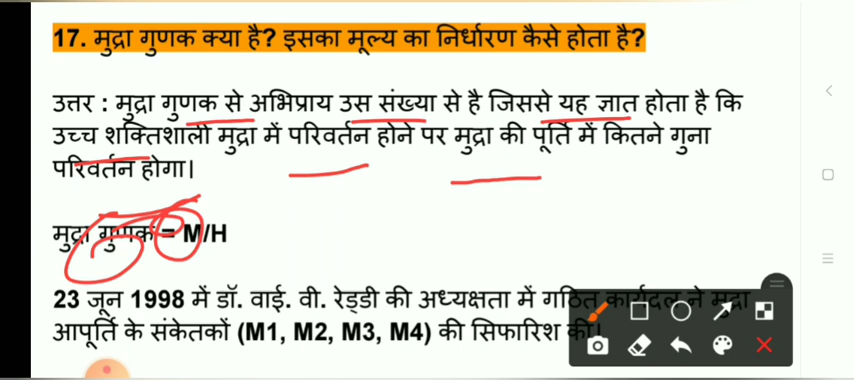 17. मुद्रा गुणक क्या है? इसका मूल्य का निर्धारण कैसे होता है?
उत्तर : मुद्रा गुणक से अभिप्राय उस संख्या से है जिससे यह ज्ञात होता है कि
उच्च शक्तिशाली मुद्रा में परिवर्तन होने पर मुद्रा की पूर्ति में कितने गुना
परिवर्तन होगा।
मुद्रा गुणक = M/H
23 जून 1998 में डॉ. वाई. वी. रेड्डी की अध्यक्षता में गठित कार्यदल ने मुद्रा
आपूर्ति के संकेतकों (M1, M2, M3, M4) की सिफारिश की।